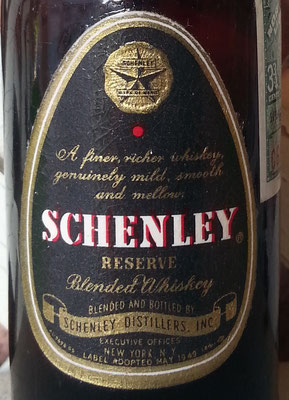 SCHENLEY
A finer, richer whiskey,
genuinely mild, smooth
and mellow.
SCHENLEY®
RESERVE
Blended Whiskey
BLENDED AND BOTTLED BY
SCHENLEY DISTILLERS, INC.
EXECUTIVE OFFICES
NEW YORK N.Y.
LABEL ADOPTED MAY 1949